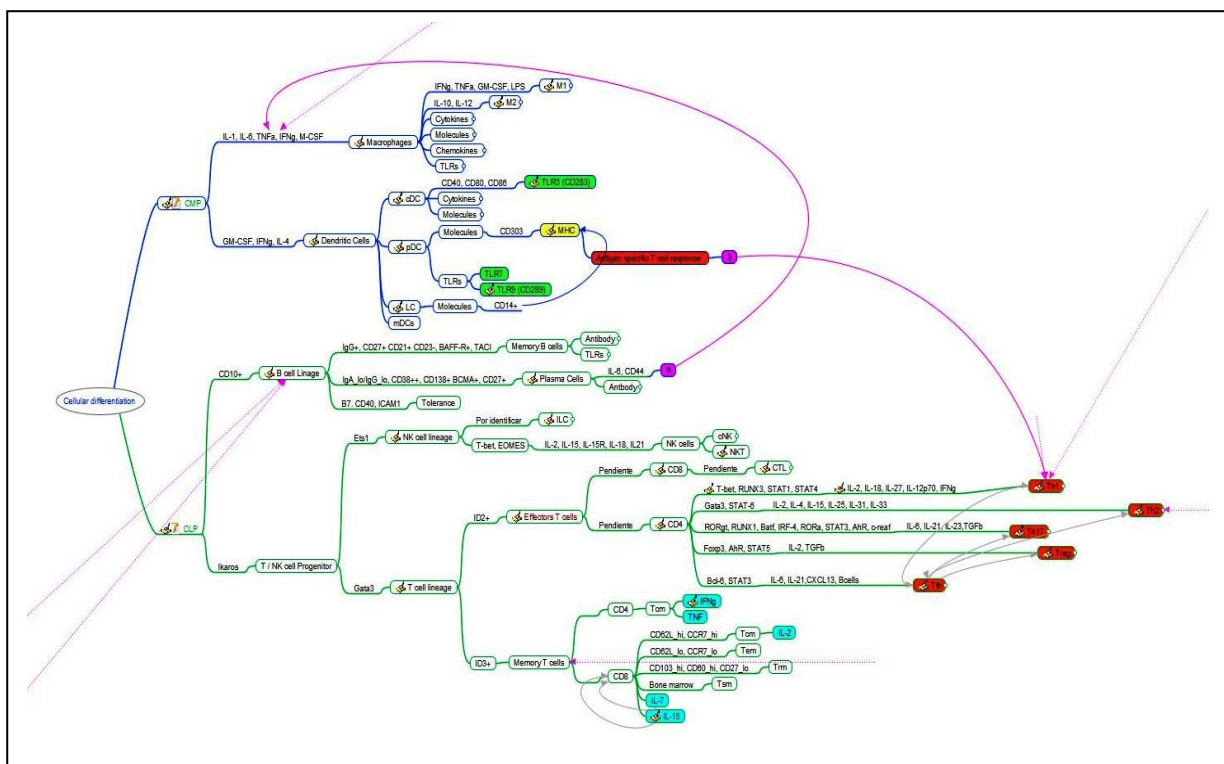 IFNg, TNFa, GM-CSF, LPS M1
IL-10, IL-12 M2
Cytokines
IL-1, IL-6, TNFa, IFNg, M-CSF Macrophages
Molecules
Chemokines
TLRs
CMP
CD40, CD80, CD86 TLR3 (CD283)
cDC Cytokines
Molecules
GM-CSF, IFNg, IL-4 Dendritic Cells
pDC
Molecules CD303 MHC
Antigen specific T cell response
TLRs TLR7
TLR9 (CD289)
LC Molecules CD14+
mDCs
Cellular differentiation
IgG+, CD27+ CD21+ CD23-, BAFF-R+, TACI Memory B cells Antibody
TLRs
CD10+ B cell Linage
IgA_lo/IgG_lo, CD38++, CD138+ BCMA+, CD27+ Plasma Cells IL-6, CD44
Antbody
B7, CD40, ICAM1 Tolerance
CLP
Ets1 NK cell lineage Por identificar ILC
T-bet, EOMES IL-2, IL-15, IL-15R, IL-18, IL21 NK cells cNK
NKT
Pendiente CD8 Pendiente CTL
ID2+ Effectors T cells
Pendiente CD4
T-bet, RUNX3, STAT1, STAT4 IL-2, IL-18, IL-27, IL-12p70, IFNg Th1
Gata3, STAT-6 IL-2, IL-4, IL-15, IL-25, IL-31, IL-33 Th2
RORgt, RUNX1, Batf, IRF-4, RORa, STAT3, AhR, o-reaf IL-6, IL-21, IL-23,TGFb Th17
Foxp3, AhR, STAT5 IL-2, TGFb Treg
Bcl-6, STAT3 IL-6, IL-21,CXCL13, Bcells
Ikaros T / NK cell Progenitor
Gata3 T cell lineage
ID3+ Memory T cells
CD4 Tcm IFNg
TNF
CD8
CD62L_hi, CCR7_hi Tcm IL-2
CD62L_lo, CCR7_lo Tem
CD103_hi, CD60_hi, CD27_lo Trm
Bone marrow Tsm
IL-7
IL-15